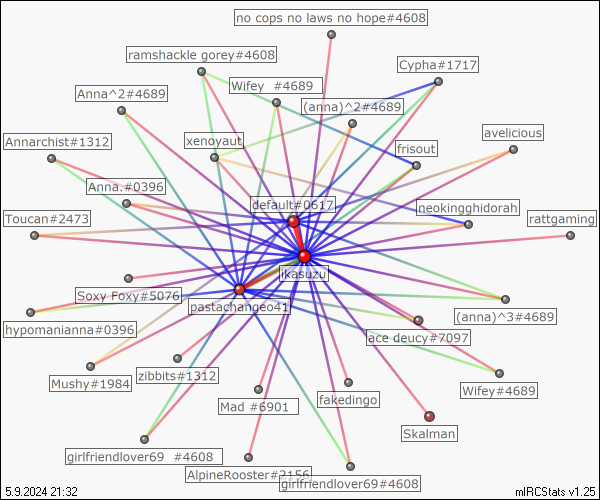 no cops no laws no hope#4608
ramshackle gorey#4608
Cypha#1717
Wifey  #4689
Anna^2#4689
(anna)^2#4689
avelicious
Annarchist#1312
xenoyaut
frisout
Anna.#0396
default#0617
neokingghidorah
Toucan#2473
rattgaming
ikasuzu
Soxy Foxy#5076
pastachange041
(anna)^3#4689
hypomanianna#0396
ace deucy#7097
Mushy#1984
zibbits#1312
Wifey#4689
fakedingo
Mad #6901
Skalman
girlfriendlover69  #4608
AlpineRooster#2156
girlfriendlover69#4608
5.9.2024 21:32
mIRCStats v1.25